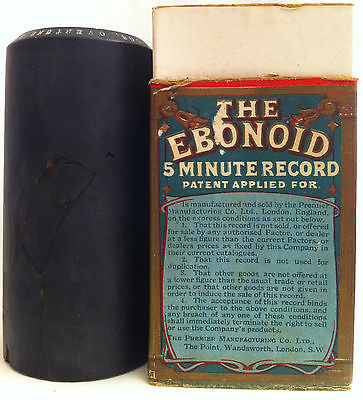 OVERTURE
THE
EBONOID
5 MINUTE RECORD
PATENT APPLIED FOR.
Is manufactured and sold by the Premier
Manufacturing Co. Ltd., London, England,
on the express conditions as set out below.
1. That this record is not sold, or offered
for sale by any authorised Factor, or dealer
at a less figure than the current Factors, or
dealers prices as fixed by this Company in
their current catalogues.
2. That this record is not used for
duplication.
3. That other goods are not offered at
a lower figure than the usual trade or retail
prices, or that other goods are not given in
order to induce the sale of this record.
4. The acceptance of this record binds
the purchaser to the above conditions, and
any breach of any one of these conditions
shall immediately terminate the right to sell
or use the Company's products.
THE PREMIER MANUFACTURING CO. LTD.,
The Point, Wandsworth, London, S.W.